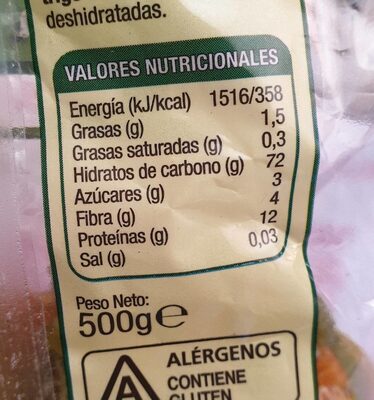 deshidratadas.
VALORES NUTRICIONALES
Energía (kJ/kcal) 1516/358
Grasas (g) 1,5
Grasas saturadas (g) 0,3
Hidratos de carbono (g) 72
Azúcares (g) 3
Fibra (g) 4
Proteínas (g) 12
Sal (g) 0,03
Peso Neto:
500g℮
ALÉRGENOS
A CONTIENE
GLUTEN